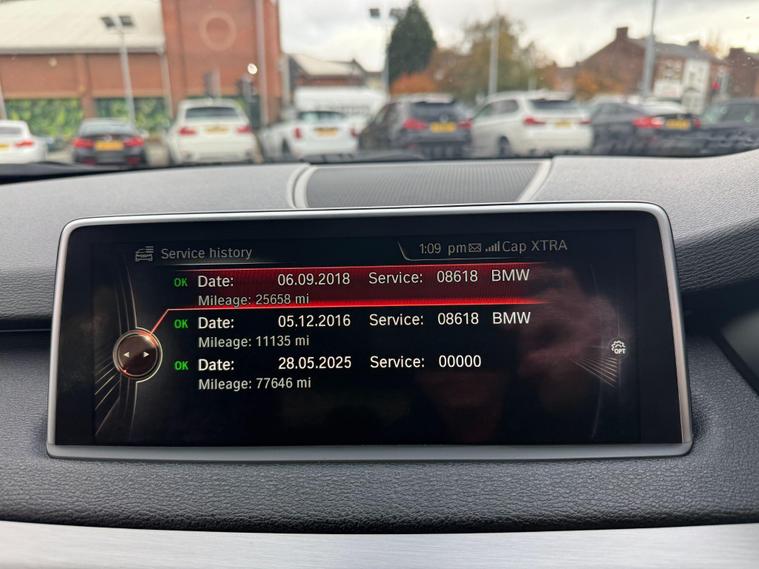 Service history
1:09 pm Cap XTRA
OK Date: 06.09.2018 Service: 08618 BMW
Mileage: 25658 mi
OK Date: 05.12.2016 Service: 08618 BMW
Mileage: 11135 mi
OK Date: 28.05.2025 Service: 00000
Mileage: 77646 mi
OPT